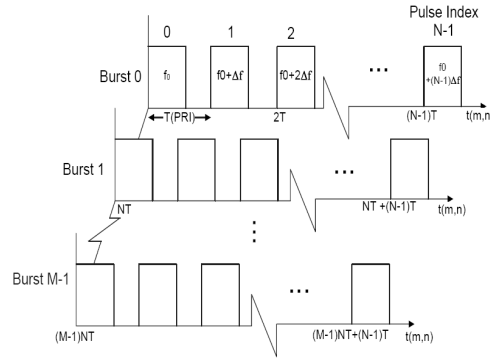 Pulse Index
0 1 2 N-1
Burst 0
f₀ f0+Δf f0+2Δf ... f0
+(N-1)Δf
T(PRI) 2T (N-1)T t(m,n)
Burst 1
...
NT NT +(N-1)T t(m,n)
Burst M-1
...
(M-1)NT (M-1)NT+(N-1)T t(m,n)